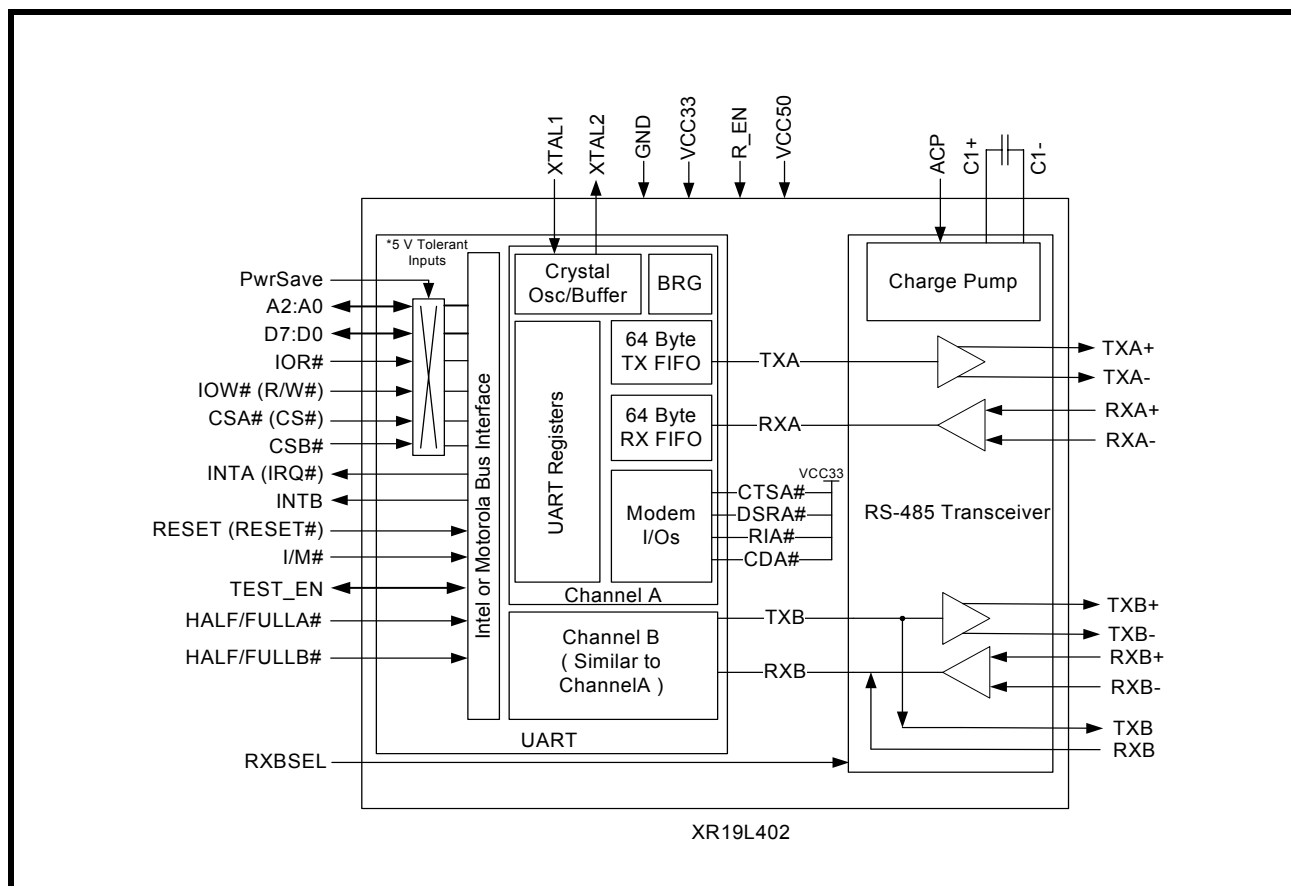 XTAL1
XTAL2
GND
VCC33
R_EN
VCC50
ACP
C1+
C1-
*5 V Tolerant
Inputs
PwrSave
A2:A0
D7:D0
IOR#
IOW# (R/W#)
CSA# (CS#)
CSB#
INTA (IRQ#)
INTB
RESET (RESET#)
I/M#
TEST_EN
HALF/FULLA#
HALF/FULLB#
RXBSEL
Intel or Motorola Bus Interface
Crystal
Osc/Buffer
BRG
UART Registers
64 Byte
TX FIFO
64 Byte
RX FIFO
Modem
I/Os
Channel A
Channel B
( Similar to
ChannelA )
UART
TXA
RXA
VCC33
CTSA#
DSRA#
RIA#
CDA#
TXB
RXB
Charge Pump
RS-485 Transceiver
TXA+
TXA-
RXA+
RXA-
TXB+
TXB-
RXB+
RXB-
TXB
RXB
XR19L402